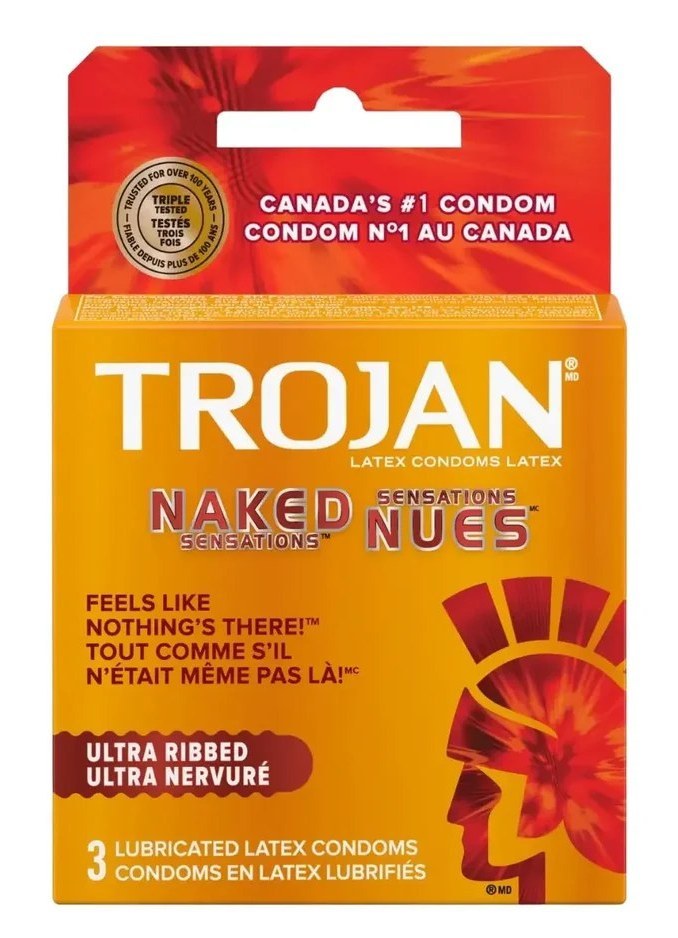 TRUSTED FOR OVER 100 YEARS
TRIPLE
TESTED
TESTÉS
TROIS
FOIS
FIABLE DEPUIS PLUS DE 100 ANS
CANADA'S #1 CONDOM
CONDOM Nº1 AU CANADA
TROJAN®
MD
LATEX CONDOMS LATEX
NAKED
SENSATIONS™
SENSATIONS
NUES MC
FEELS LIKE
NOTHING'S THERE!™
TOUT COMME S'IL
N'ÉTAIT MÊME PAS LÀ! MC
ULTRA RIBBED
ULTRA NERVURÉ
3 LUBRICATED LATEX CONDOMS
CONDOMS EN LATEX LUBRIFIÉS
® MD